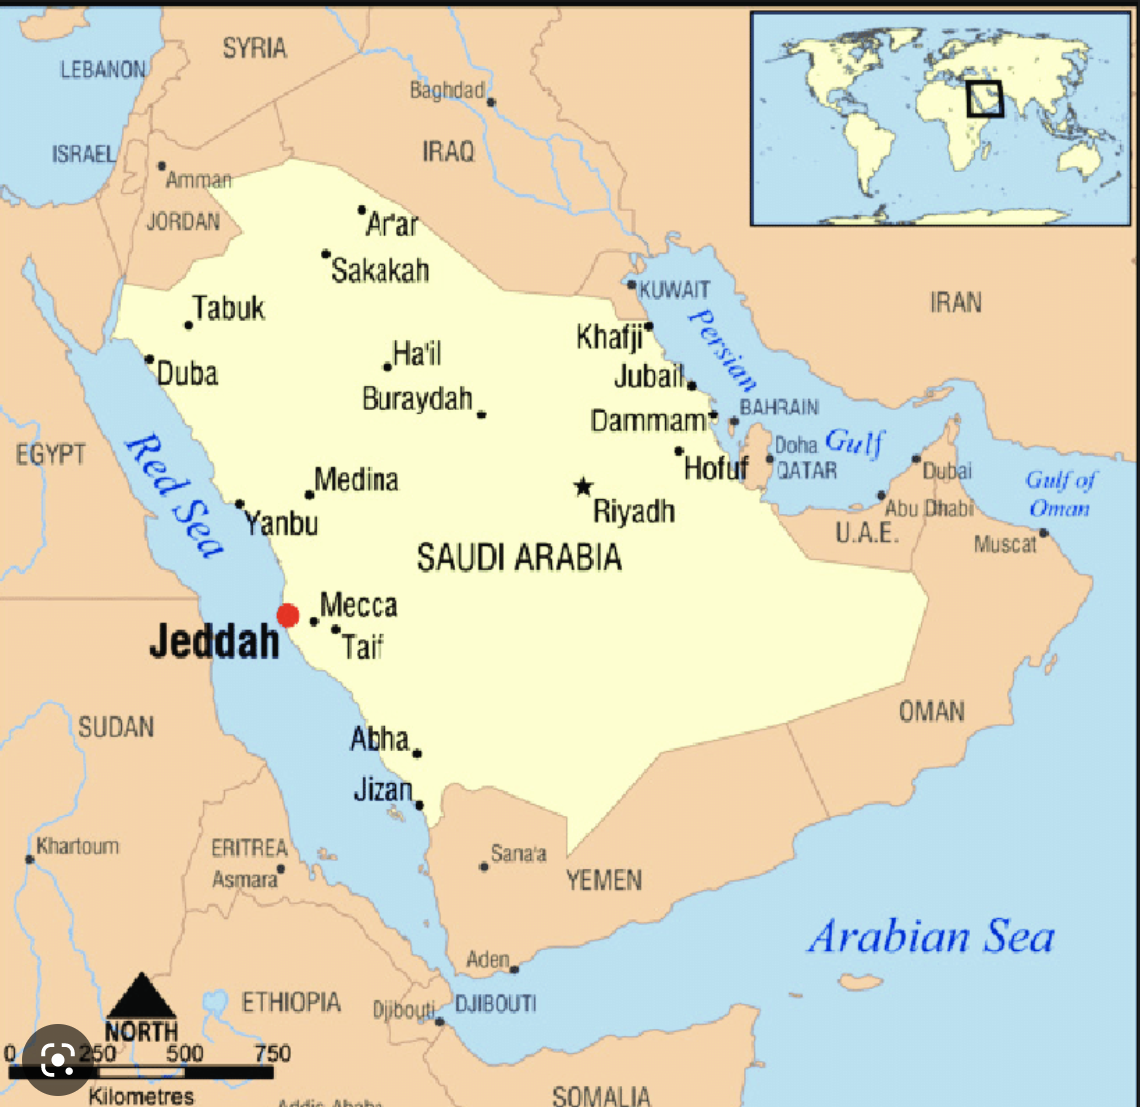 SYRIA
LEBANON
Baghdad
ISRAEL
IRAQ
Amman
JORDAN
Ar'ar
Sakakah
KUWAIT
IRAN
Tabuk
Persian
Gulf
Khafji
Ha'il
Duba
Jubail
Buraydah
BAHRAIN
Dammam
EGYPT
Red Sea
Doha
QATAR
Hofuf
Dubai
Medina
Gulf of
Oman
Riyadh
Abu Dhabi
Yanbu
U.A.E.
Muscat
SAUDI ARABIA
Mecca
Jeddah
Taif
OMAN
SUDAN
Abha
Jizan
Khartoum
ERITREA
Asmara
Sana'a
YEMEN
Arabian Sea
Aden
ETHIOPIA
Djibouti
DJIBOUTI
NORTH
0 250 500 750
Kilometres
SOMALIA
Addis Ababa